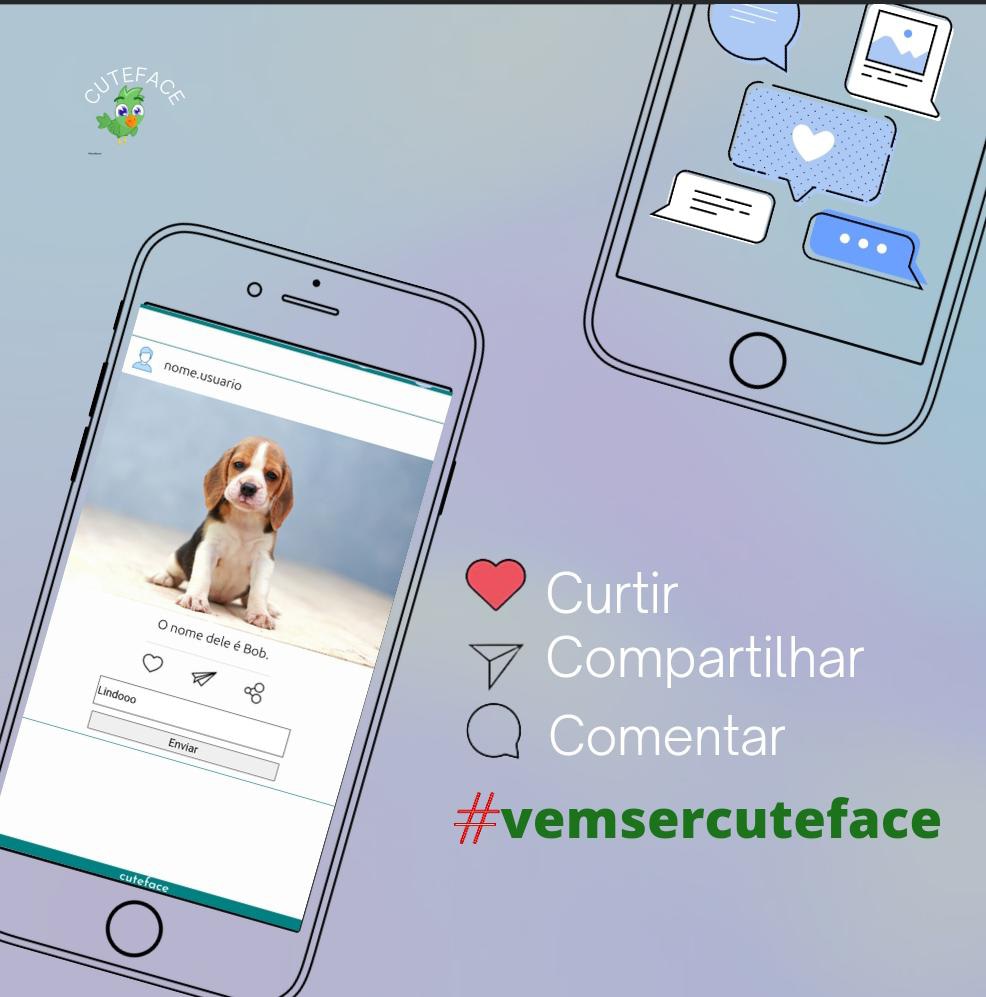 CUTEFACE
nome.usuario
O nome dele é Bob.
Lindooo
Enviar
cuteface
Curtir
Compartilhar
Comentar
#vemsercuteface